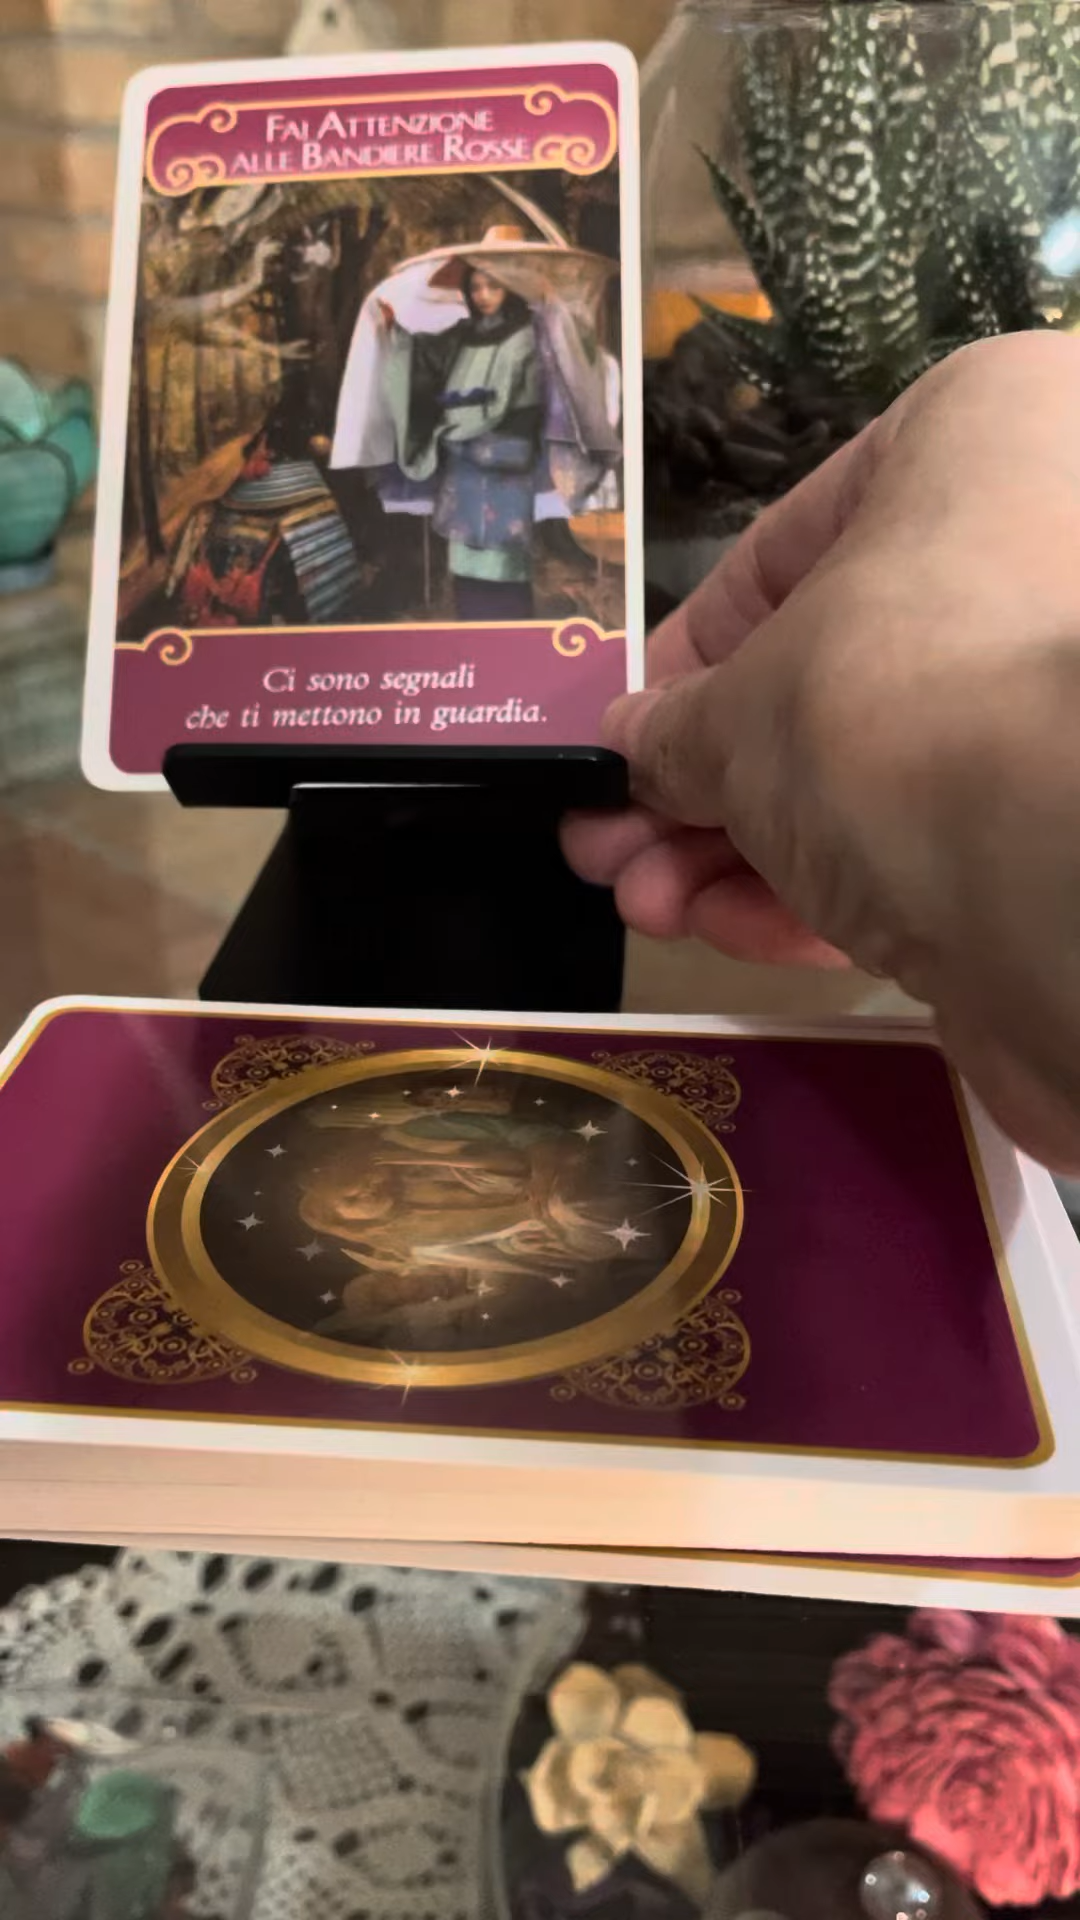 Fai Attenzione
alle Bandiere Rosse
Ci sono segnali
che ti mettono in guardia.